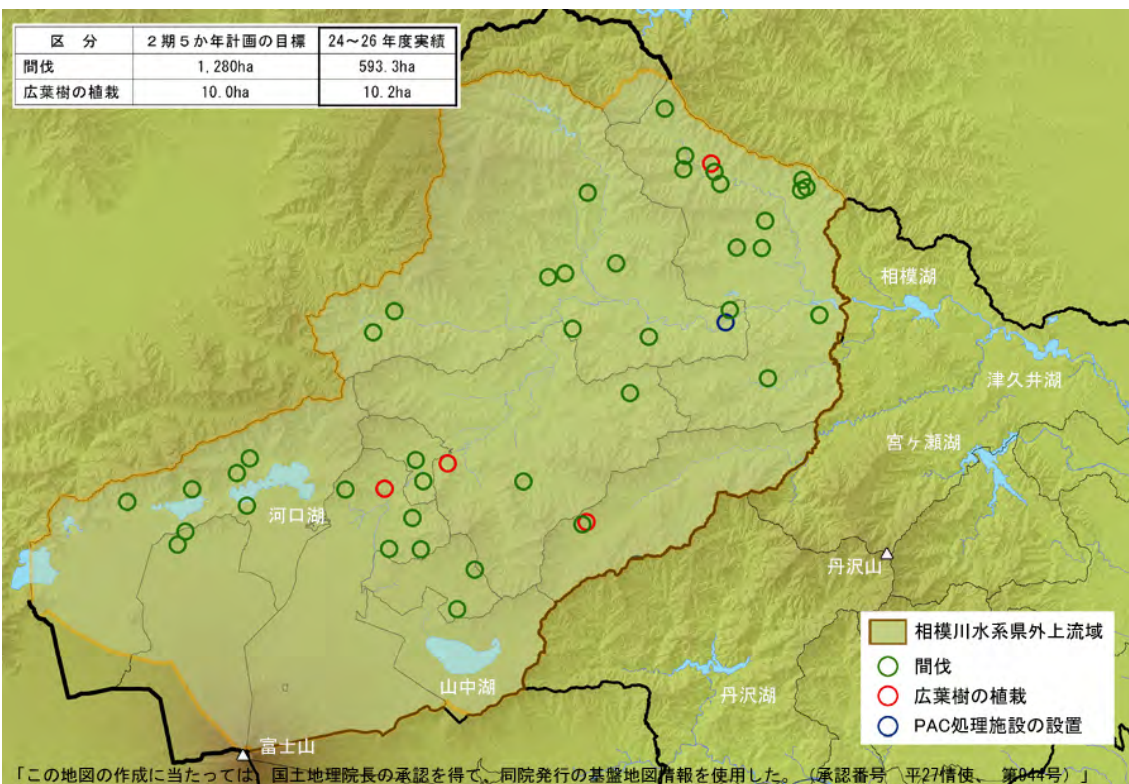 区 分 ２期５か年計画の目標 24～26 年度実績
間伐 1,280ha 593.3ha
広葉樹の植栽 10.0ha 10.2ha
相模湖
津久井湖
宮ヶ瀬湖
河口湖
丹沢山
相模川水系県外上流域
間伐
広葉樹の植栽
PAC処理施設の設置
山中湖
丹沢湖
富士山
「この地図の作成に当たっては、国土地理院長の承認を得て、同院発行の基盤地図情報を使用した。（承認番号 平27情使、 第944号）」